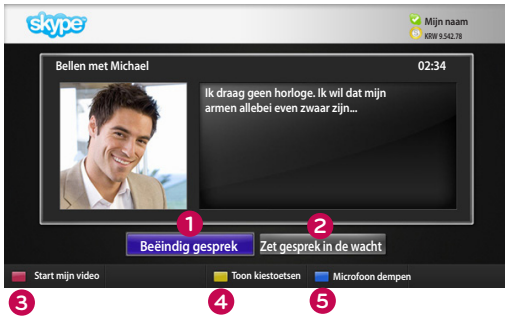 skype
Mijn naam
KRW 9.542.78
Bellen met Michael
02:34
Ik draag geen horloge. Ik wil dat mijn
armen allebei even zwaar zijn...
1
2
Beëindig gesprek
Zet gesprek in de wacht
Start mijn video
Toon kiestoetsen
Microfoon dempen
3
4
5